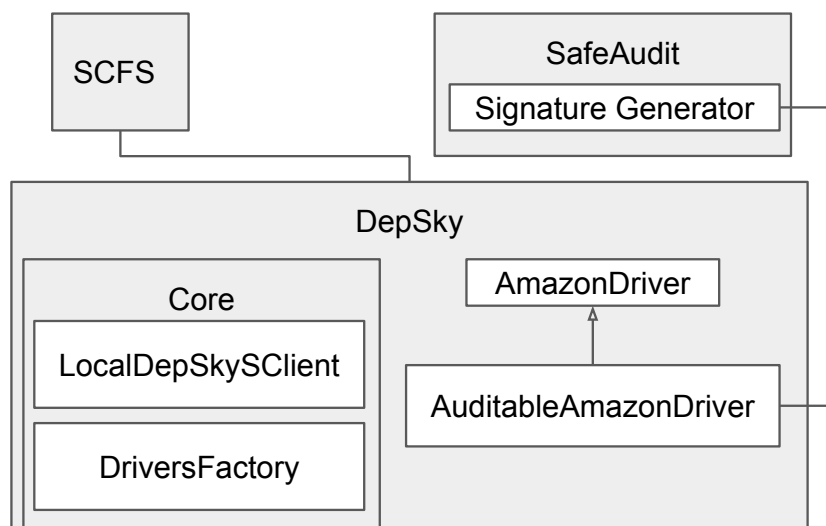 SCFS
SafeAudit
Signature Generator
DepSky
Core
LocalDepSkySClient
DriversFactory
AmazonDriver
AuditableAmazonDriver